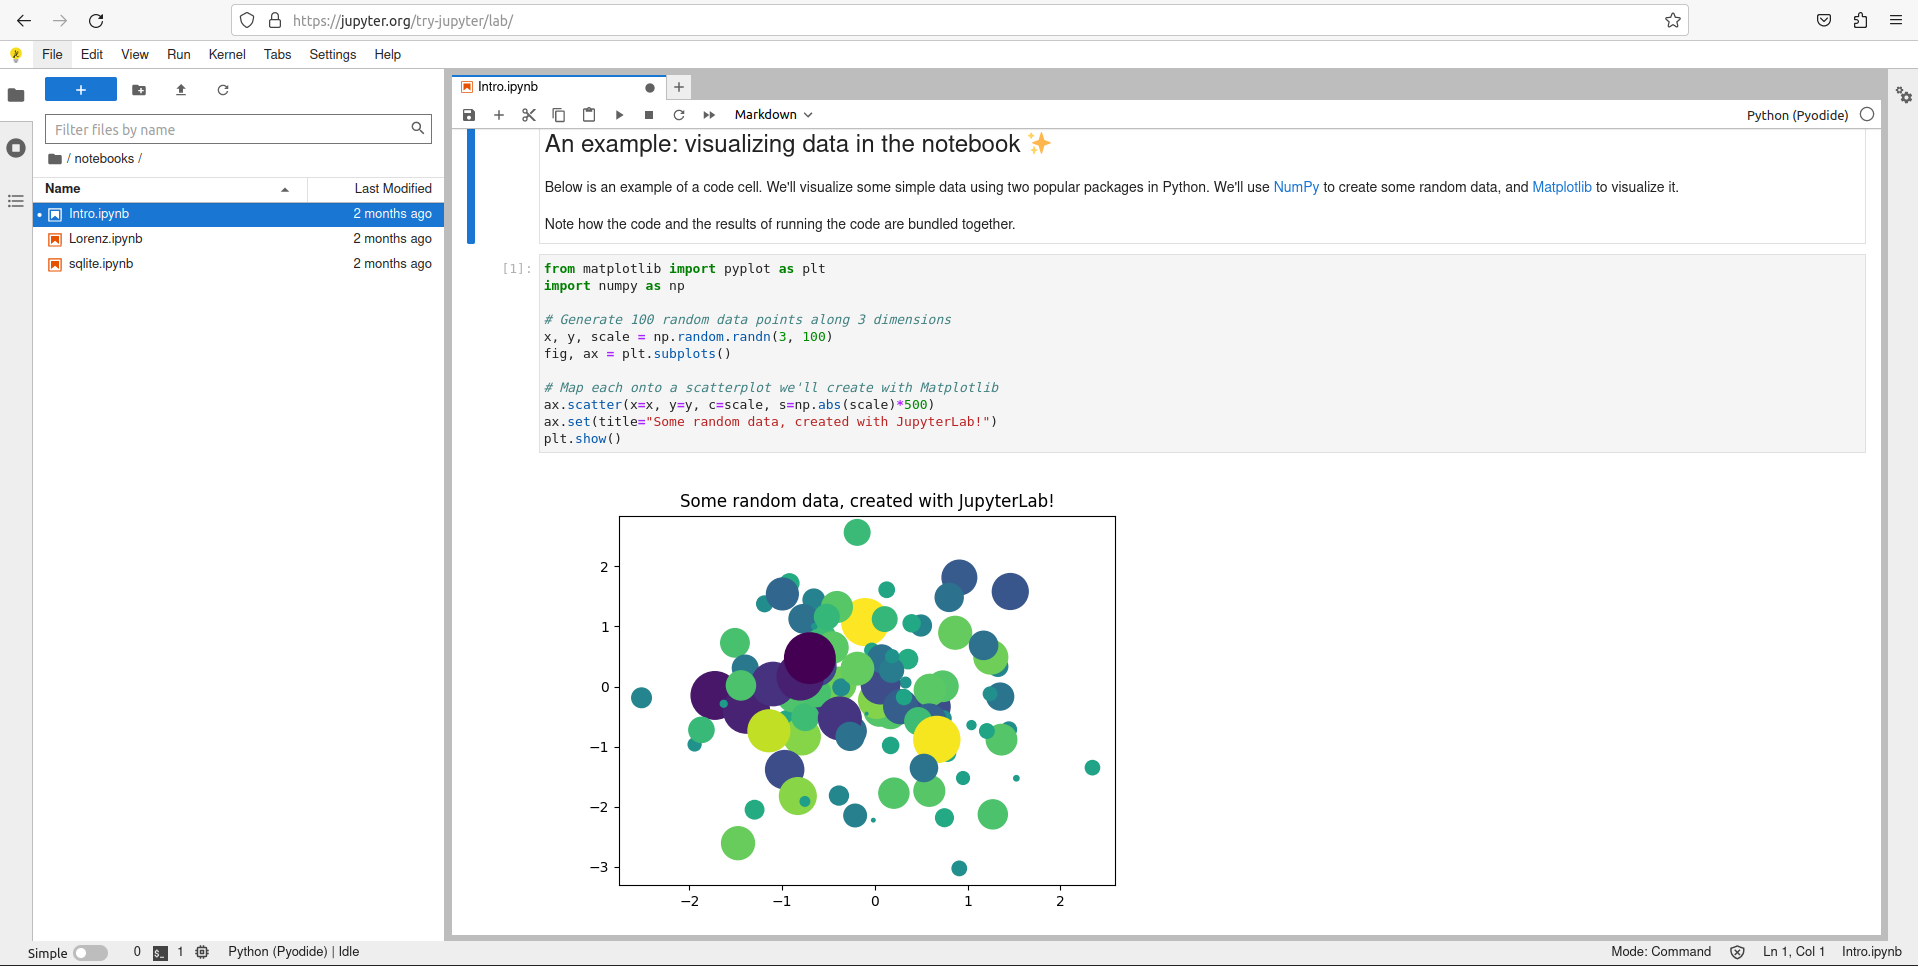 https://jupyter.org/try-jupyter/lab/
File Edit View Run Kernel Tabs Settings Help
Filter files by name
/ notebooks /
Name Last Modified
Intro.ipynb 2 months ago
Lorenz.ipynb 2 months ago
sqlite.ipynb 2 months ago
Intro.ipynb
Markdown
Python (Pyodide)
An example: visualizing data in the notebook ✨
Below is an example of a code cell. We'll visualize some simple data using two popular packages in Python. We'll use NumPy to create some random data, and Matplotlib to visualize it.
Note how the code and the results of running the code are bundled together.
[1]:
from matplotlib import pyplot as plt
import numpy as np
# Generate 100 random data points along 3 dimensions
x, y, scale = np.random.randn(3, 100)
fig, ax = plt.subplots()
# Map each onto a scatterplot we'll create with Matplotlib
ax.scatter(x=x, y=y, c=scale, s=np.abs(scale)*500)
ax.set(title="Some random data, created with JupyterLab!")
plt.show()
Some random data, created with JupyterLab!
2
1
0
−1
−2
−3
−2 −1 0 1 2
Simple 0 $_ 1 Python (Pyodide) | Idle
Mode: Command Ln 1, Col 1 Intro.ipynb